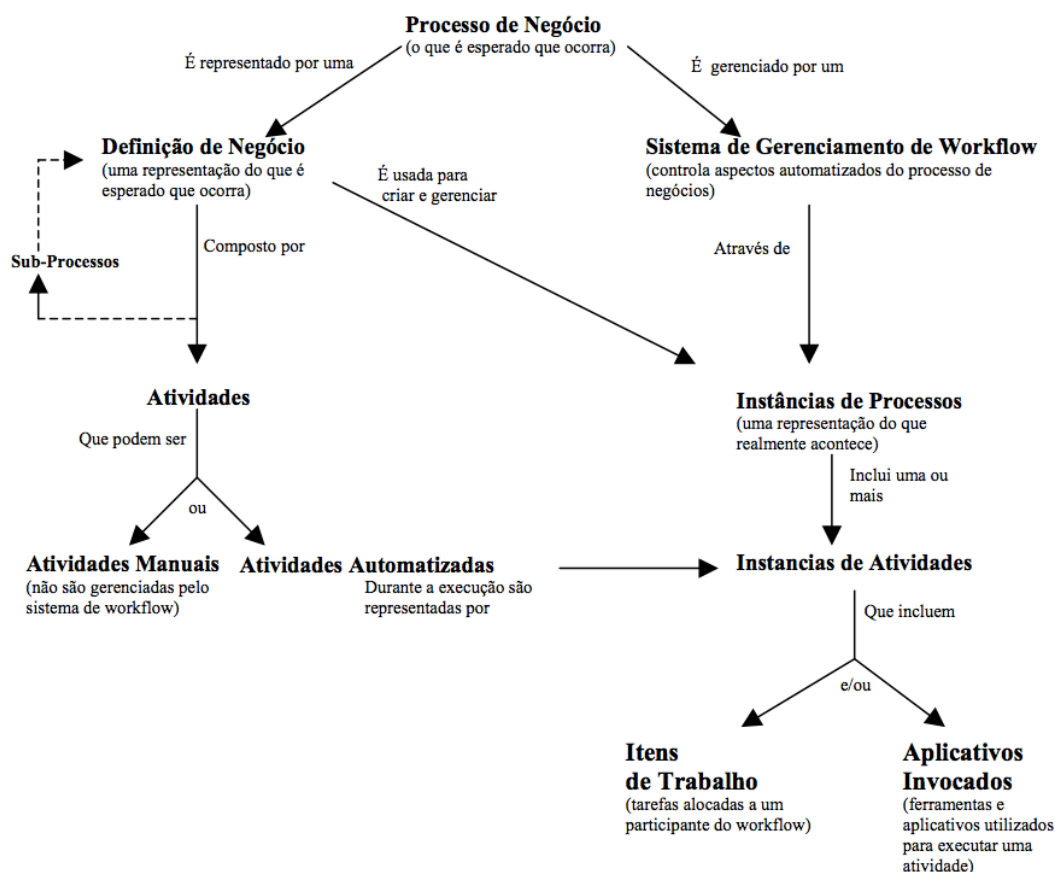 Processo de Negócio
(o que é esperado que ocorra)
É representado por uma
É gerenciado por um
Definição de Negócio
(uma representação do que é
esperado que ocorra)
Sistema de Gerenciamento de Workflow
(controla aspectos automatizados do processo de
negócios)
É usada para
criar e gerenciar
Sub-Processos
Composto por
Através de
Atividades
Instâncias de Processos
(uma representação do que
realmente acontece)
Que podem ser
Inclui uma ou
mais
ou
Atividades Manuais
(não são gerenciadas pelo
sistema de workflow)
Atividades Automatizadas
Durante a execução são
representadas por
Instancias de Atividades
Que incluem
e/ou
Itens
de Trabalho
(tarefas alocadas a um
participante do workflow)
Aplicativos
Invocados
(ferramentas e
aplicativos utilizados
para executar uma
atividade)